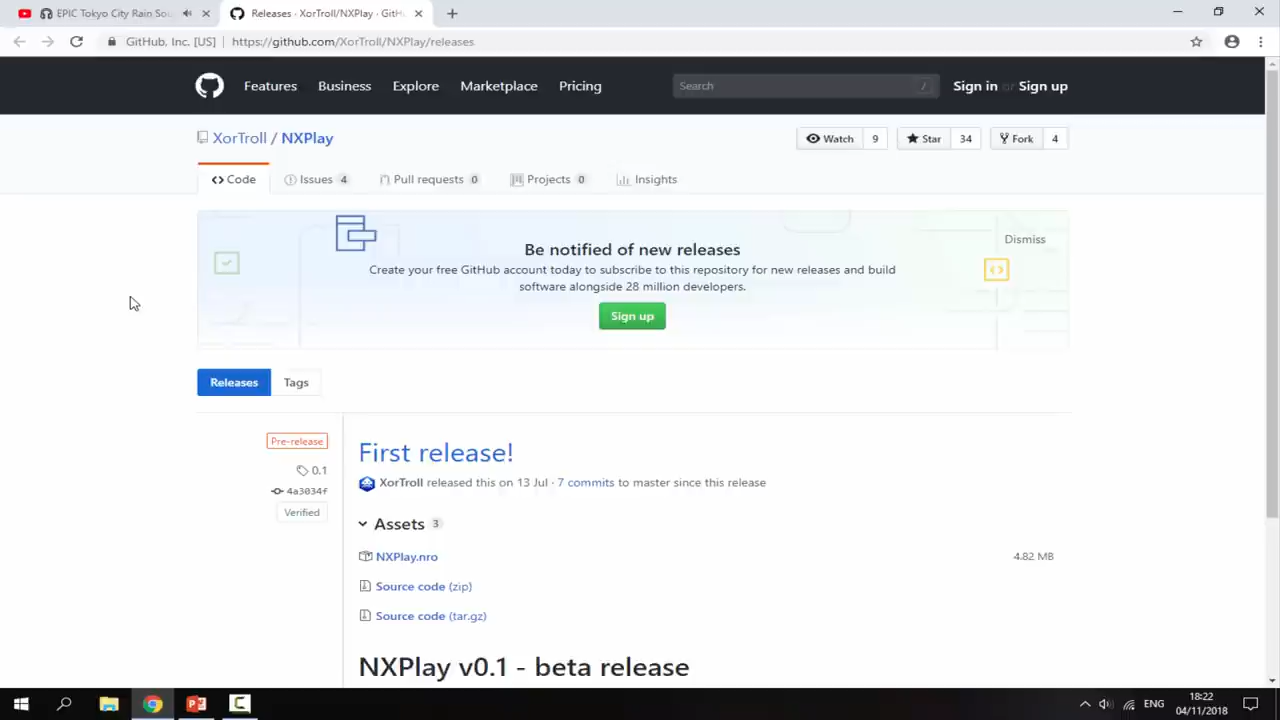 EPIC Tokyo City Rain Sou
Releases · XorTroll/NXPlay · GitH
GitHub, Inc. [US] | https://github.com/XorTroll/NXPlay/releases
Features Business Explore Marketplace Pricing Search / Sign in or Sign up
XorTroll / NXPlay
Watch 9 Star 34 Fork 4
Code Issues 4 Pull requests 0 Projects 0 Insights
Be notified of new releases
Dismiss
Create your free GitHub account today to subscribe to this repository for new releases and build
software alongside 28 million developers.
Sign up
Releases Tags
Pre-release
0.1
4a3034f
Verified
First release!
XorTroll released this on 13 Jul · 7 commits to master since this release
Assets 3
NXPlay.nro 4.82 MB
Source code (zip)
Source code (tar.gz)
NXPlay v0.1 - beta release
ENG
18:22
04/11/2018